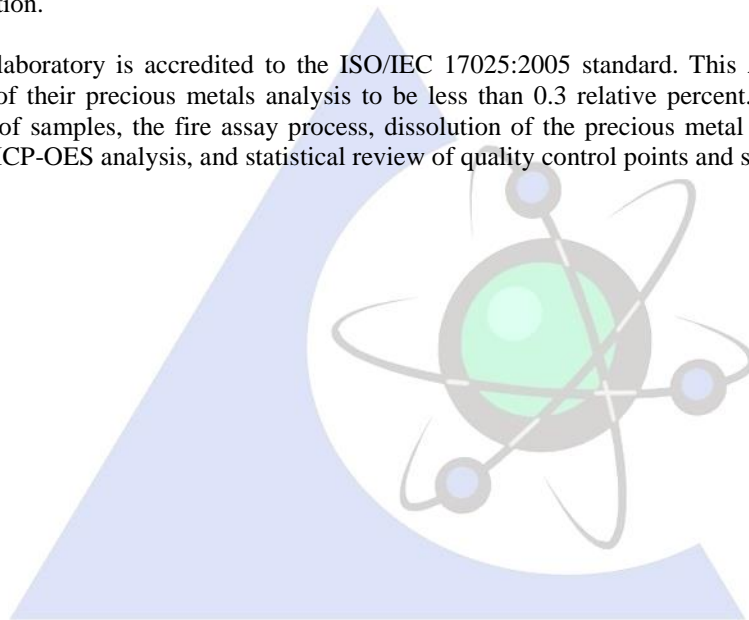 tion.
laboratory is accredited to the ISO/IEC 17025:2005 standard. This
of their precious metals analysis to be less than 0.3 relative percent.
of samples, the fire assay process, dissolution of the precious metal
ICP-OES analysis, and statistical review of quality control points and s